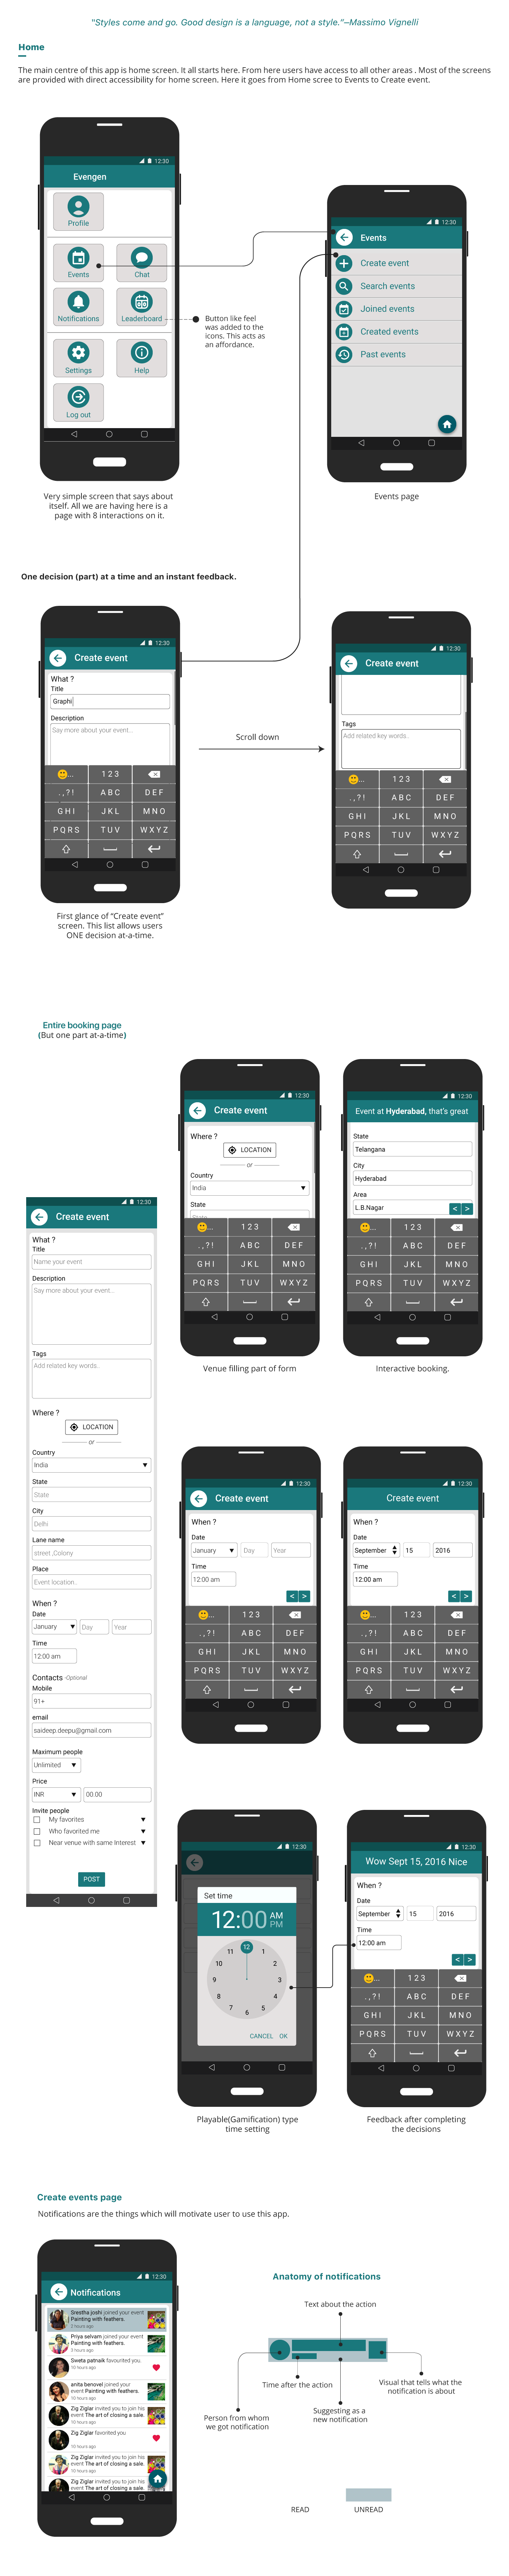 "Styles come and go. Good design is a language, not a style."—Massimo Vignelli
Home
The main centre of this app is home screen. It all starts here. From here users have access to all other areas . Most of the screens
are provided with direct accessibility for home screen. Here it goes from Home scree to Events to Create event.
12:30
Evengen
Profile
Events
Chat
Notifications
Leaderboard
Settings
Help
Log out
Button like feel
was added to the
icons. This acts as
an affordance.
12:30
Events
Create event
Search events
Joined events
Created events
Past events
Very simple screen that says about
itself. All we are having here is a
page with 8 interactions on it.
Events page
One decision (part) at a time and an instant feedback.
12:30
Create event
What ?
Title
Graphi
Description
Say more about your event...
...
1 2 3
. , ? !
A B C
D E F
G H I
J K L
M N O
P Q R S
T U V
W X Y Z
Scroll down
12:30
Create event
Tags
Add related key words..
...
1 2 3
. , ? !
A B C
D E F
G H I
J K L
M N O
P Q R S
T U V
W X Y Z
First glance of "Create event"
screen. This list allows users
ONE decision at-a-time.
Entire booking page
(But one part at-a-time)
12:30
Create event
What ?
Title
Name your event
Description
Say more about your event...
Tags
Add related key words..
Where ?
LOCATION
or
Country
India
State
State
City
Delhi
Lane name
street ,Colony
Place
Event location..
When ?
Date
January
Day
Year
Time
12:00 am
Contacts -Optional
Mobile
91+
email
saideep.deepu@gmail.com
Maximum people
Unlimited
Price
INR
00.00
Invite people
My favorites
Who favorited me
Near venue with same Interest
POST
12:30
Create event
Where ?
LOCATION
or
Country
India
State
State
...
1 2 3
. , ? !
A B C
D E F
G H I
J K L
M N O
P Q R S
T U V
W X Y Z
Venue filling part of form
12:30
Event at Hyderabad, that's great
State
Telangana
City
Hyderabad
Area
L.B.Nagar
< >
...
1 2 3
. , ? !
A B C
D E F
G H I
J K L
M N O
P Q R S
T U V
W X Y Z
Interactive booking.
12:30
Create event
When ?
Date
January
Day
Year
Time
12:00 am
< >
...
1 2 3
. , ? !
A B C
D E F
G H I
J K L
M N O
P Q R S
T U V
W X Y Z
12:30
Create event
When ?
Date
September
15
2016
Time
12:00 am
< >
...
1 2 3
. , ? !
A B C
D E F
G H I
J K L
M N O
P Q R S
T U V
W X Y Z
12:30
Set time
12:00 AM
PM
12
1
2
3
4
5
6
7
8
9
10
11
CANCEL OK
Playable(Gamification) type
time setting
12:30
Wow Sept 15, 2016 Nice
When ?
Date
September
15
2016
Time
12:00 am
< >
...
1 2 3
. , ? !
A B C
D E F
G H I
J K L
M N O
P Q R S
T U V
W X Y Z
Feedback after completing
the decisions
Create events page
Notifications are the things which will motivate user to use this app.
12:30
Notifications
Srestha joshi joined your event
Painting with feathers.
2 hours ago
Priya selvam joined your event
Painting with feathers.
3 hours ago
Sweta patnaik favourited you.
10 hours ago
anita benovel joined your
event Painting with feathers.
10 hours ago
Zig Ziglar invited you to join his
event The art of closing a sale.
10 hours ago
Zig Ziglar favorited you
10 hours ago
Zig Ziglar invited you to join his
event The art of closing a sale.
10 hours ago
Zig Ziglar invited you to join his
event The art of closing a sale.
Anatomy of notifications
Text about the action
Time after the action
Visual that tells what the
notification is about
Person from whom
we got notification
Suggesting as a
new notification
READ
UNREAD